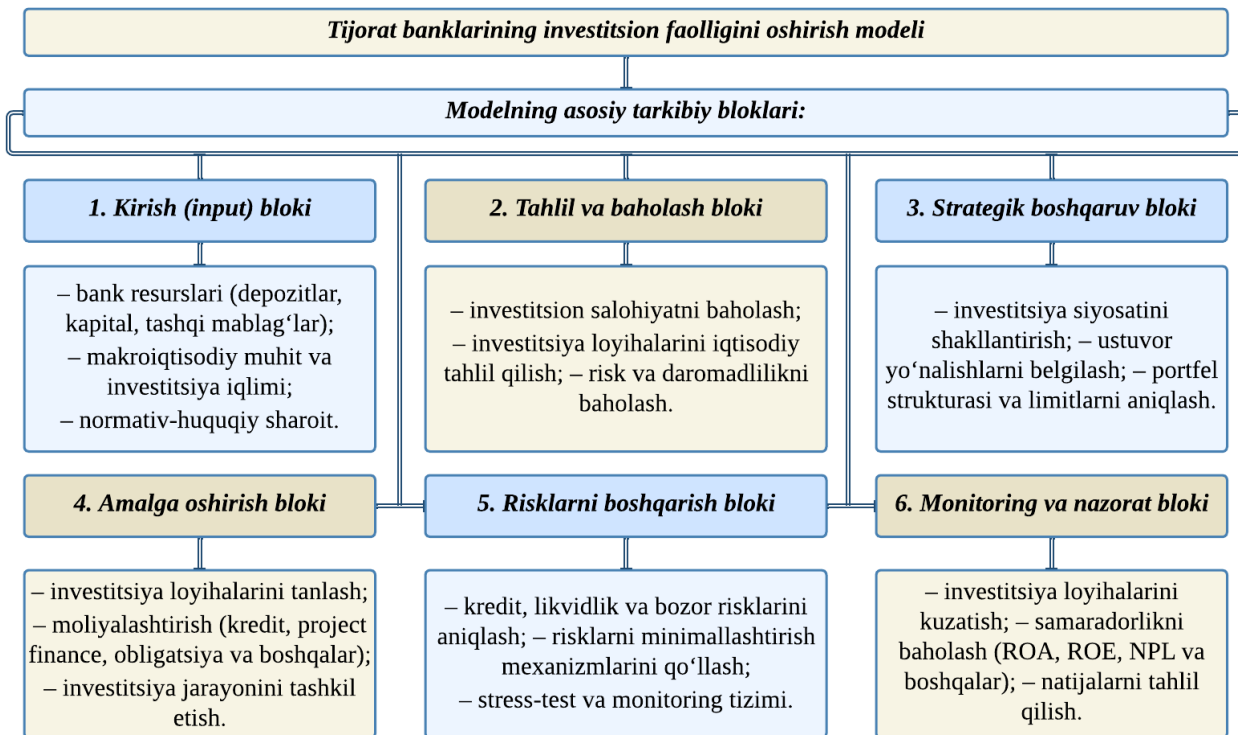 Tijorat banklarining investitsion faolligini oshirish modeli
Modelning asosiy tarkibiy bloklari:
1. Kirish (input) bloki
– bank resurslari (depozitlar,
kapital, tashqi mablag‘lar);
– makroiqtisodiy muhit va
investitsiya iqlimi;
– normativ-huquqiy sharoit.
2. Tahlil va baholash bloki
– investitsion salohiyatni baholash;
– investitsiya loyihalarini iqtisodiy
tahlil qilish; – risk va daromadlilikni
baholash.
3. Strategik boshqaruv bloki
– investitsiya siyosatini
shakllantirish; – ustuvor
yo‘nalishlarni belgilash; – portfel
strukturasi va limitlarni aniqlash.
4. Amalga oshirish bloki
– investitsiya loyihalarini tanlash;
– moliyalashtirish (kredit, project
finance, obligatsiya va boshqalar);
– investitsiya jarayonini tashkil
etish.
5. Risklarni boshqarish bloki
– kredit, likvidlik va bozor risklarini
aniqlash; – risklarni minimallashtirish
mexanizmlarini qo‘llash;
– stress-test va monitoring tizimi.
6. Monitoring va nazorat bloki
– investitsiya loyihalarini
kuzatish; – samaradorlikni
baholash (ROA, ROE, NPL va
boshqalar); – natijalarni tahlil
qilish.